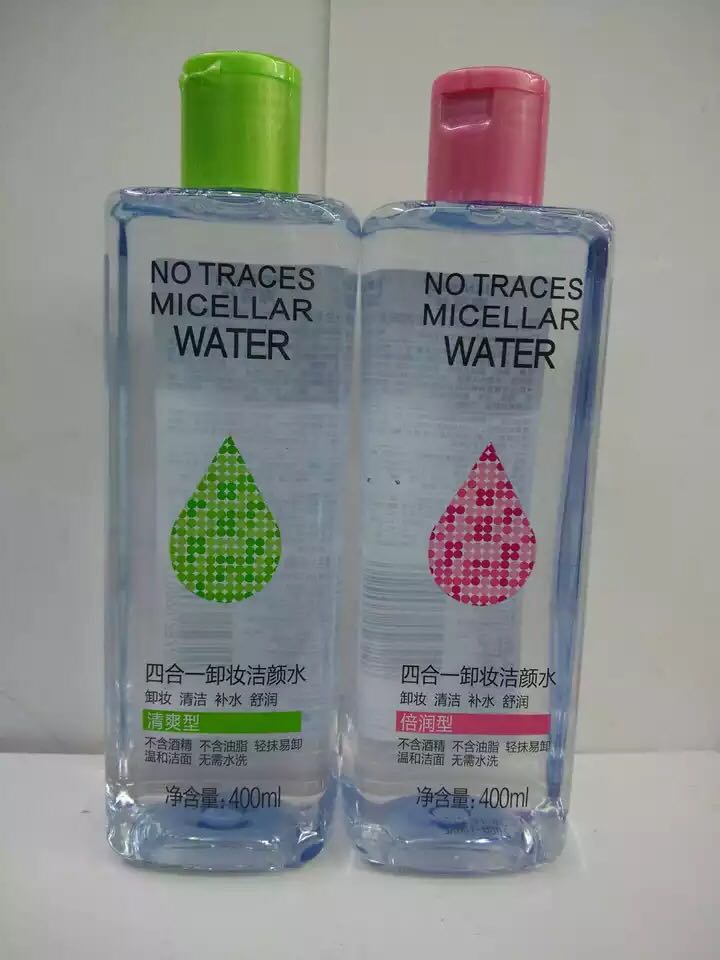 NO TRACES
MICELLAR
WATER
四合一卸妆洁颜水
卸妆 清洁 补水 舒润
清爽型
不含酒精 不含油脂 轻抹易卸
温和洁面 无需水洗
净含量:400ml
NO TRACES
MICELLAR
WATER
四合一卸妆洁颜水
卸妆 清洁 补水 舒润
倍润型
不含酒精 不含油脂 轻抹易卸
温和洁面 无需水洗
净含量:400ml